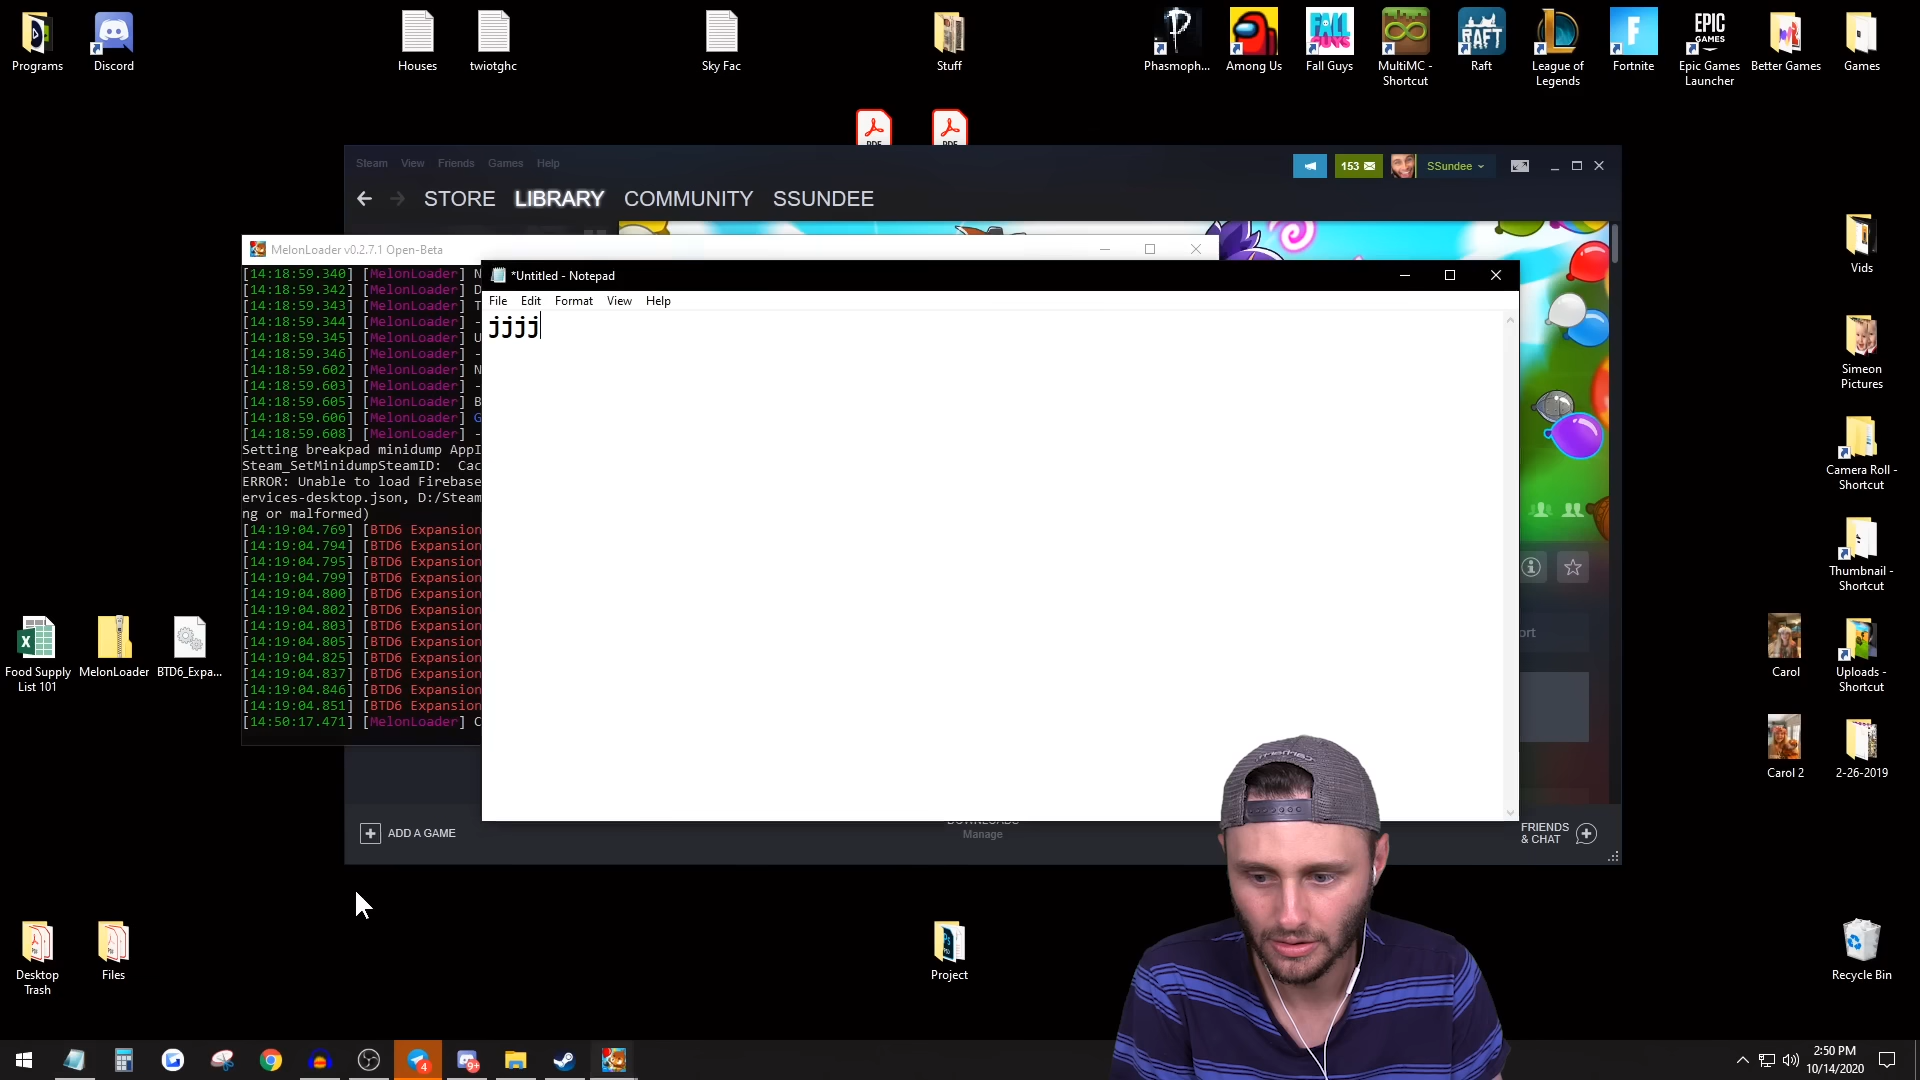 Programs
Discord
Houses
twiotghc
Sky Fac
Stuff
Phasmoph...
Among Us
FALL GUYS
Fall Guys
MultiMC - Shortcut
RAFT
Raft
League of Legends
Fortnite
EPIC GAMES
Epic Games Launcher
Better Games
Games
PDF
PDF
Steam View Friends Games Help
153
SSundee
STORE LIBRARY COMMUNITY SSUNDEE
MelonLoader v0.2.7.1 Open-Beta
[14:18:59.340] [MelonLoader] N
[14:18:59.342] [MelonLoader] D
[14:18:59.343] [MelonLoader] T
[14:18:59.344] [MelonLoader] -
[14:18:59.345] [MelonLoader] U
[14:18:59.346] [MelonLoader] -
[14:18:59.602] [MelonLoader] N
[14:18:59.603] [MelonLoader] -
[14:18:59.605] [MelonLoader] B
[14:18:59.606] [MelonLoader] G
[14:18:59.608] [MelonLoader] -
Setting breakpad minidump AppI
Steam_SetMinidumpSteamID: Cac
ERROR: Unable to load Firebase
ervices-desktop.json, D:/Steam
ng or malformed)
[14:19:04.769] [BTD6 Expansion
[14:19:04.794] [BTD6 Expansion
[14:19:04.795] [BTD6 Expansion
[14:19:04.799] [BTD6 Expansion
[14:19:04.800] [BTD6 Expansion
[14:19:04.802] [BTD6 Expansion
[14:19:04.803] [BTD6 Expansion
[14:19:04.805] [BTD6 Expansion
[14:19:04.825] [BTD6 Expansion
[14:19:04.837] [BTD6 Expansion
[14:19:04.846] [BTD6 Expansion
[14:19:04.851] [BTD6 Expansion
[14:50:17.471] [MelonLoader] C
*Untitled - Notepad
File Edit Format View Help
jjjj
ort
ADD A GAME
DOWNLOADS
Manage
FRIENDS
& CHAT
Vids
Simeon Pictures
Camera Roll - Shortcut
Thumbnail - Shortcut
Carol
Uploads - Shortcut
Carol 2
2-26-2019
Food Supply List 101
MelonLoader
BTD6_Expa...
Desktop Trash
Files
Project
Recycle Bin
4
9+
2:50 PM
10/14/2020